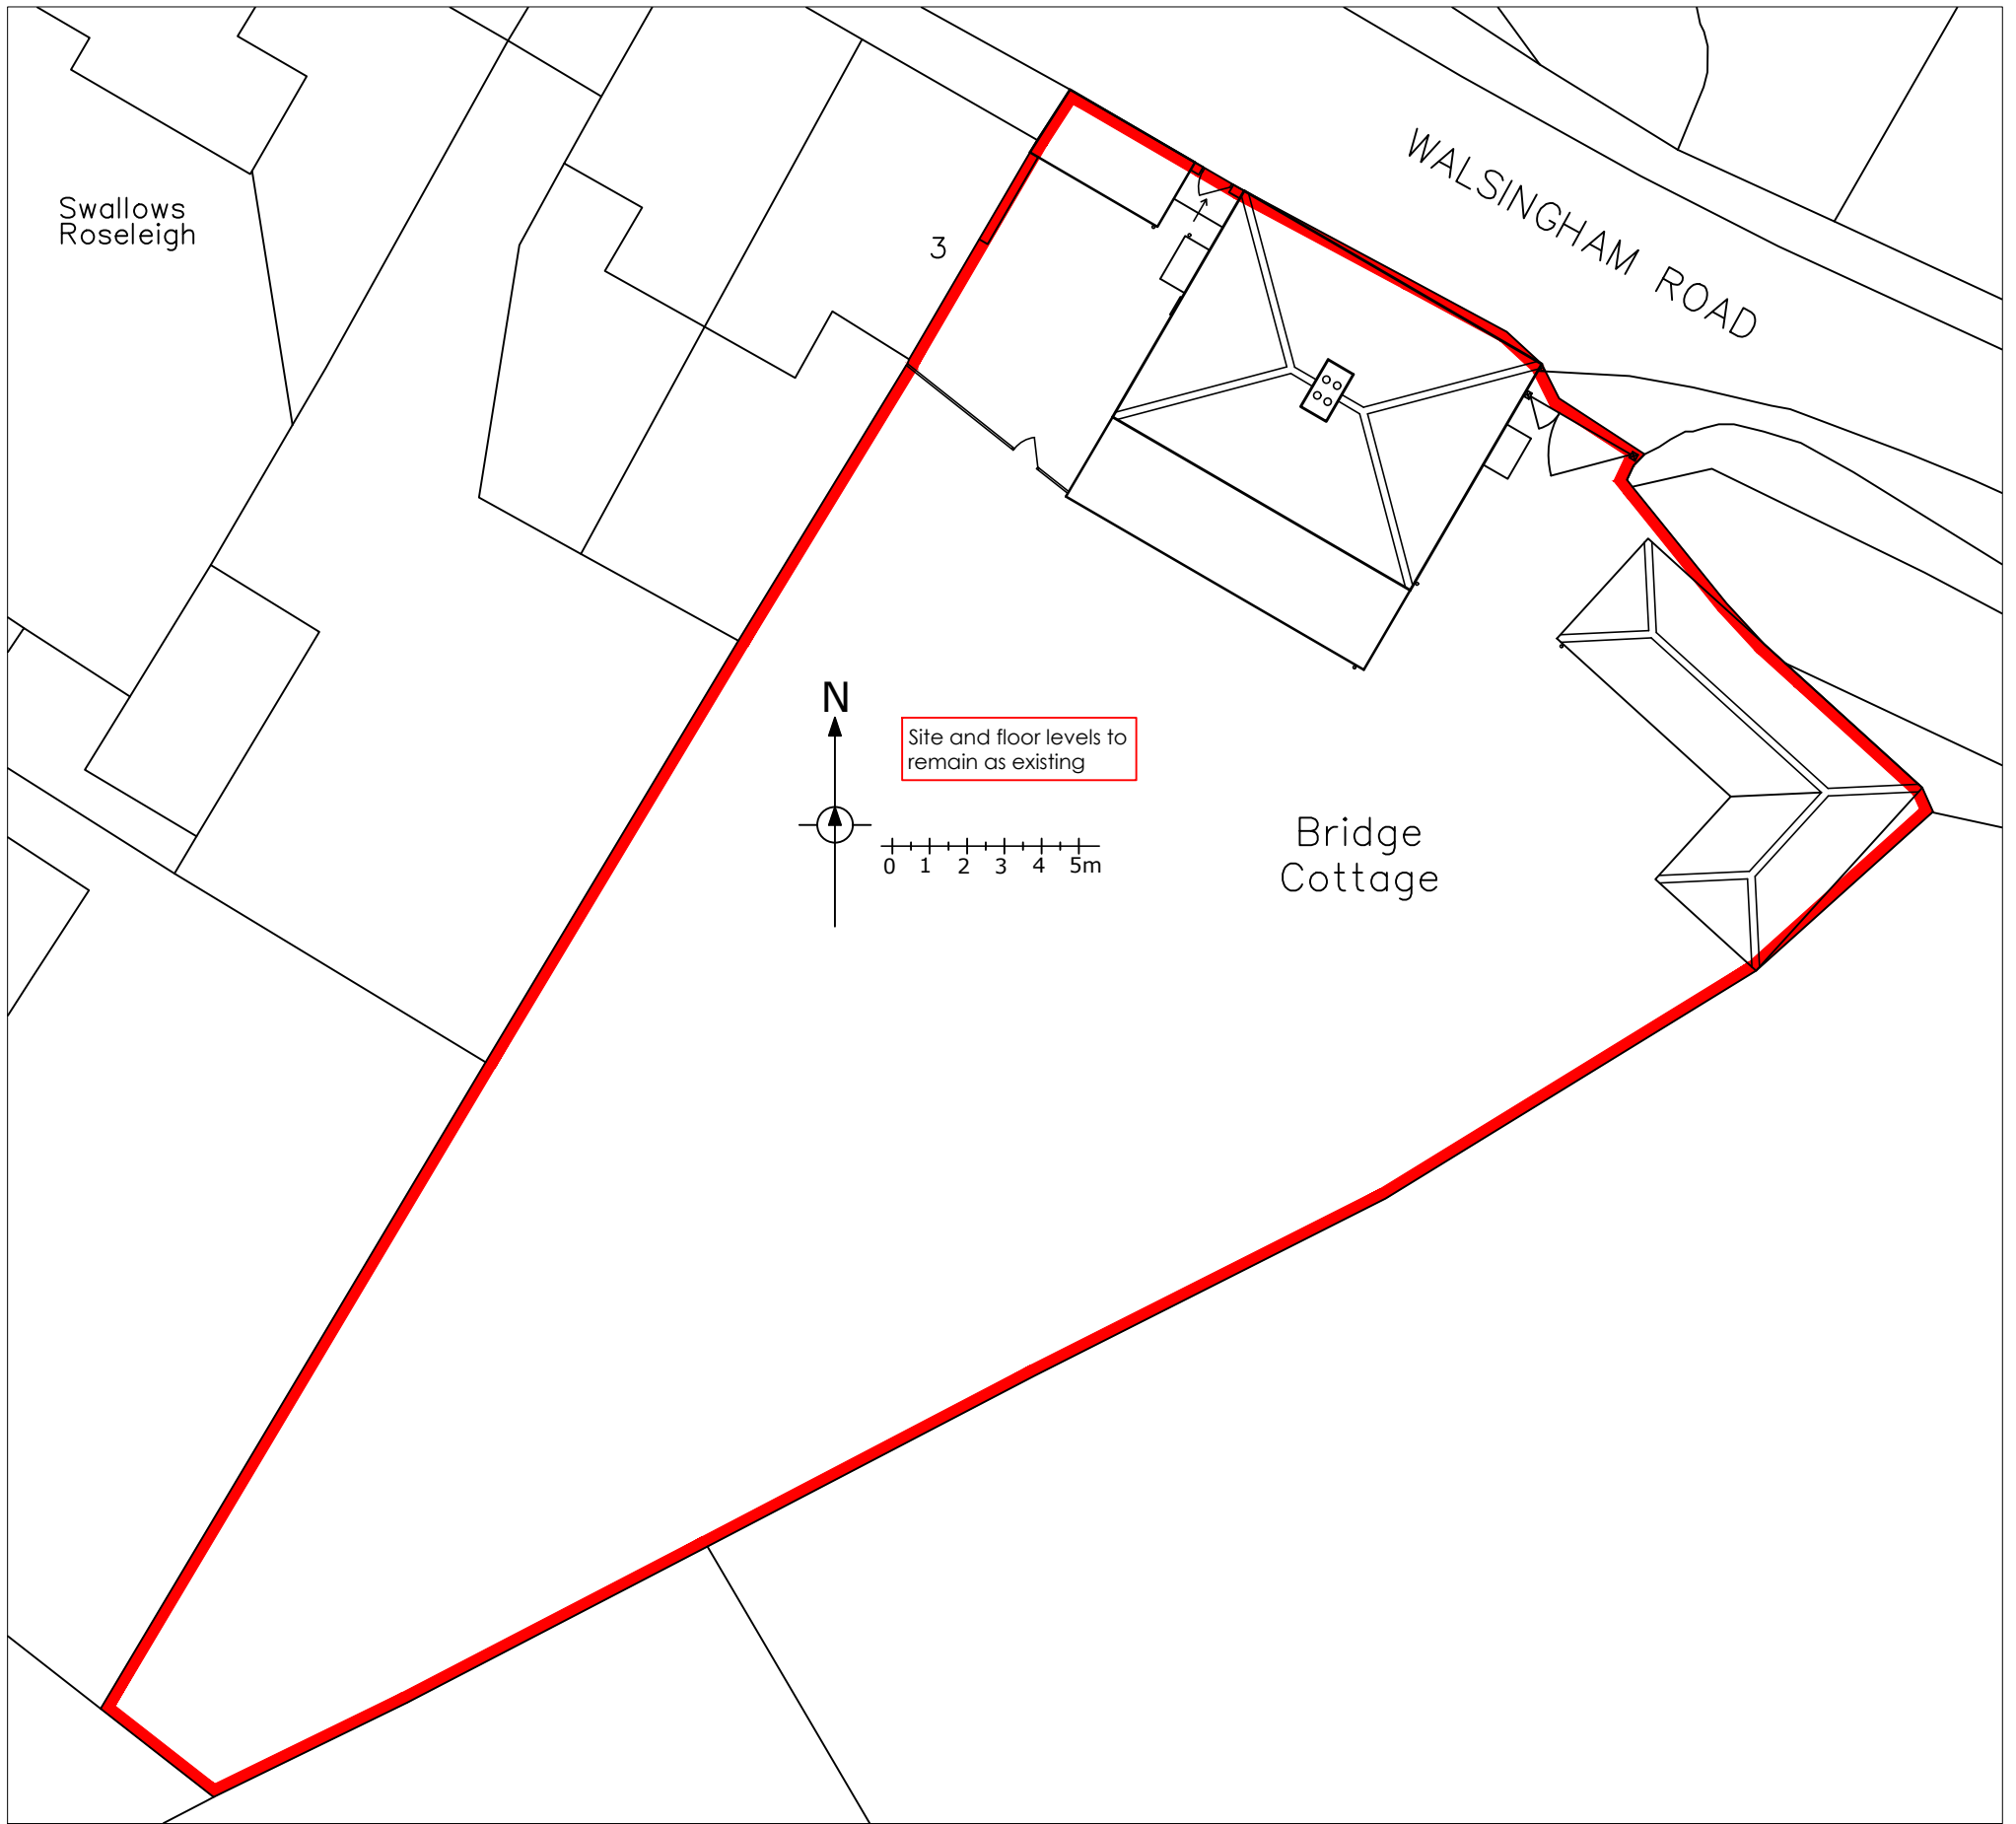 WALSINGHAM ROAD
Swallows
Roseleigh
3
N
Site and floor levels to
remain as existing
0 1 2 3 4 5m
Bridge
Cottage